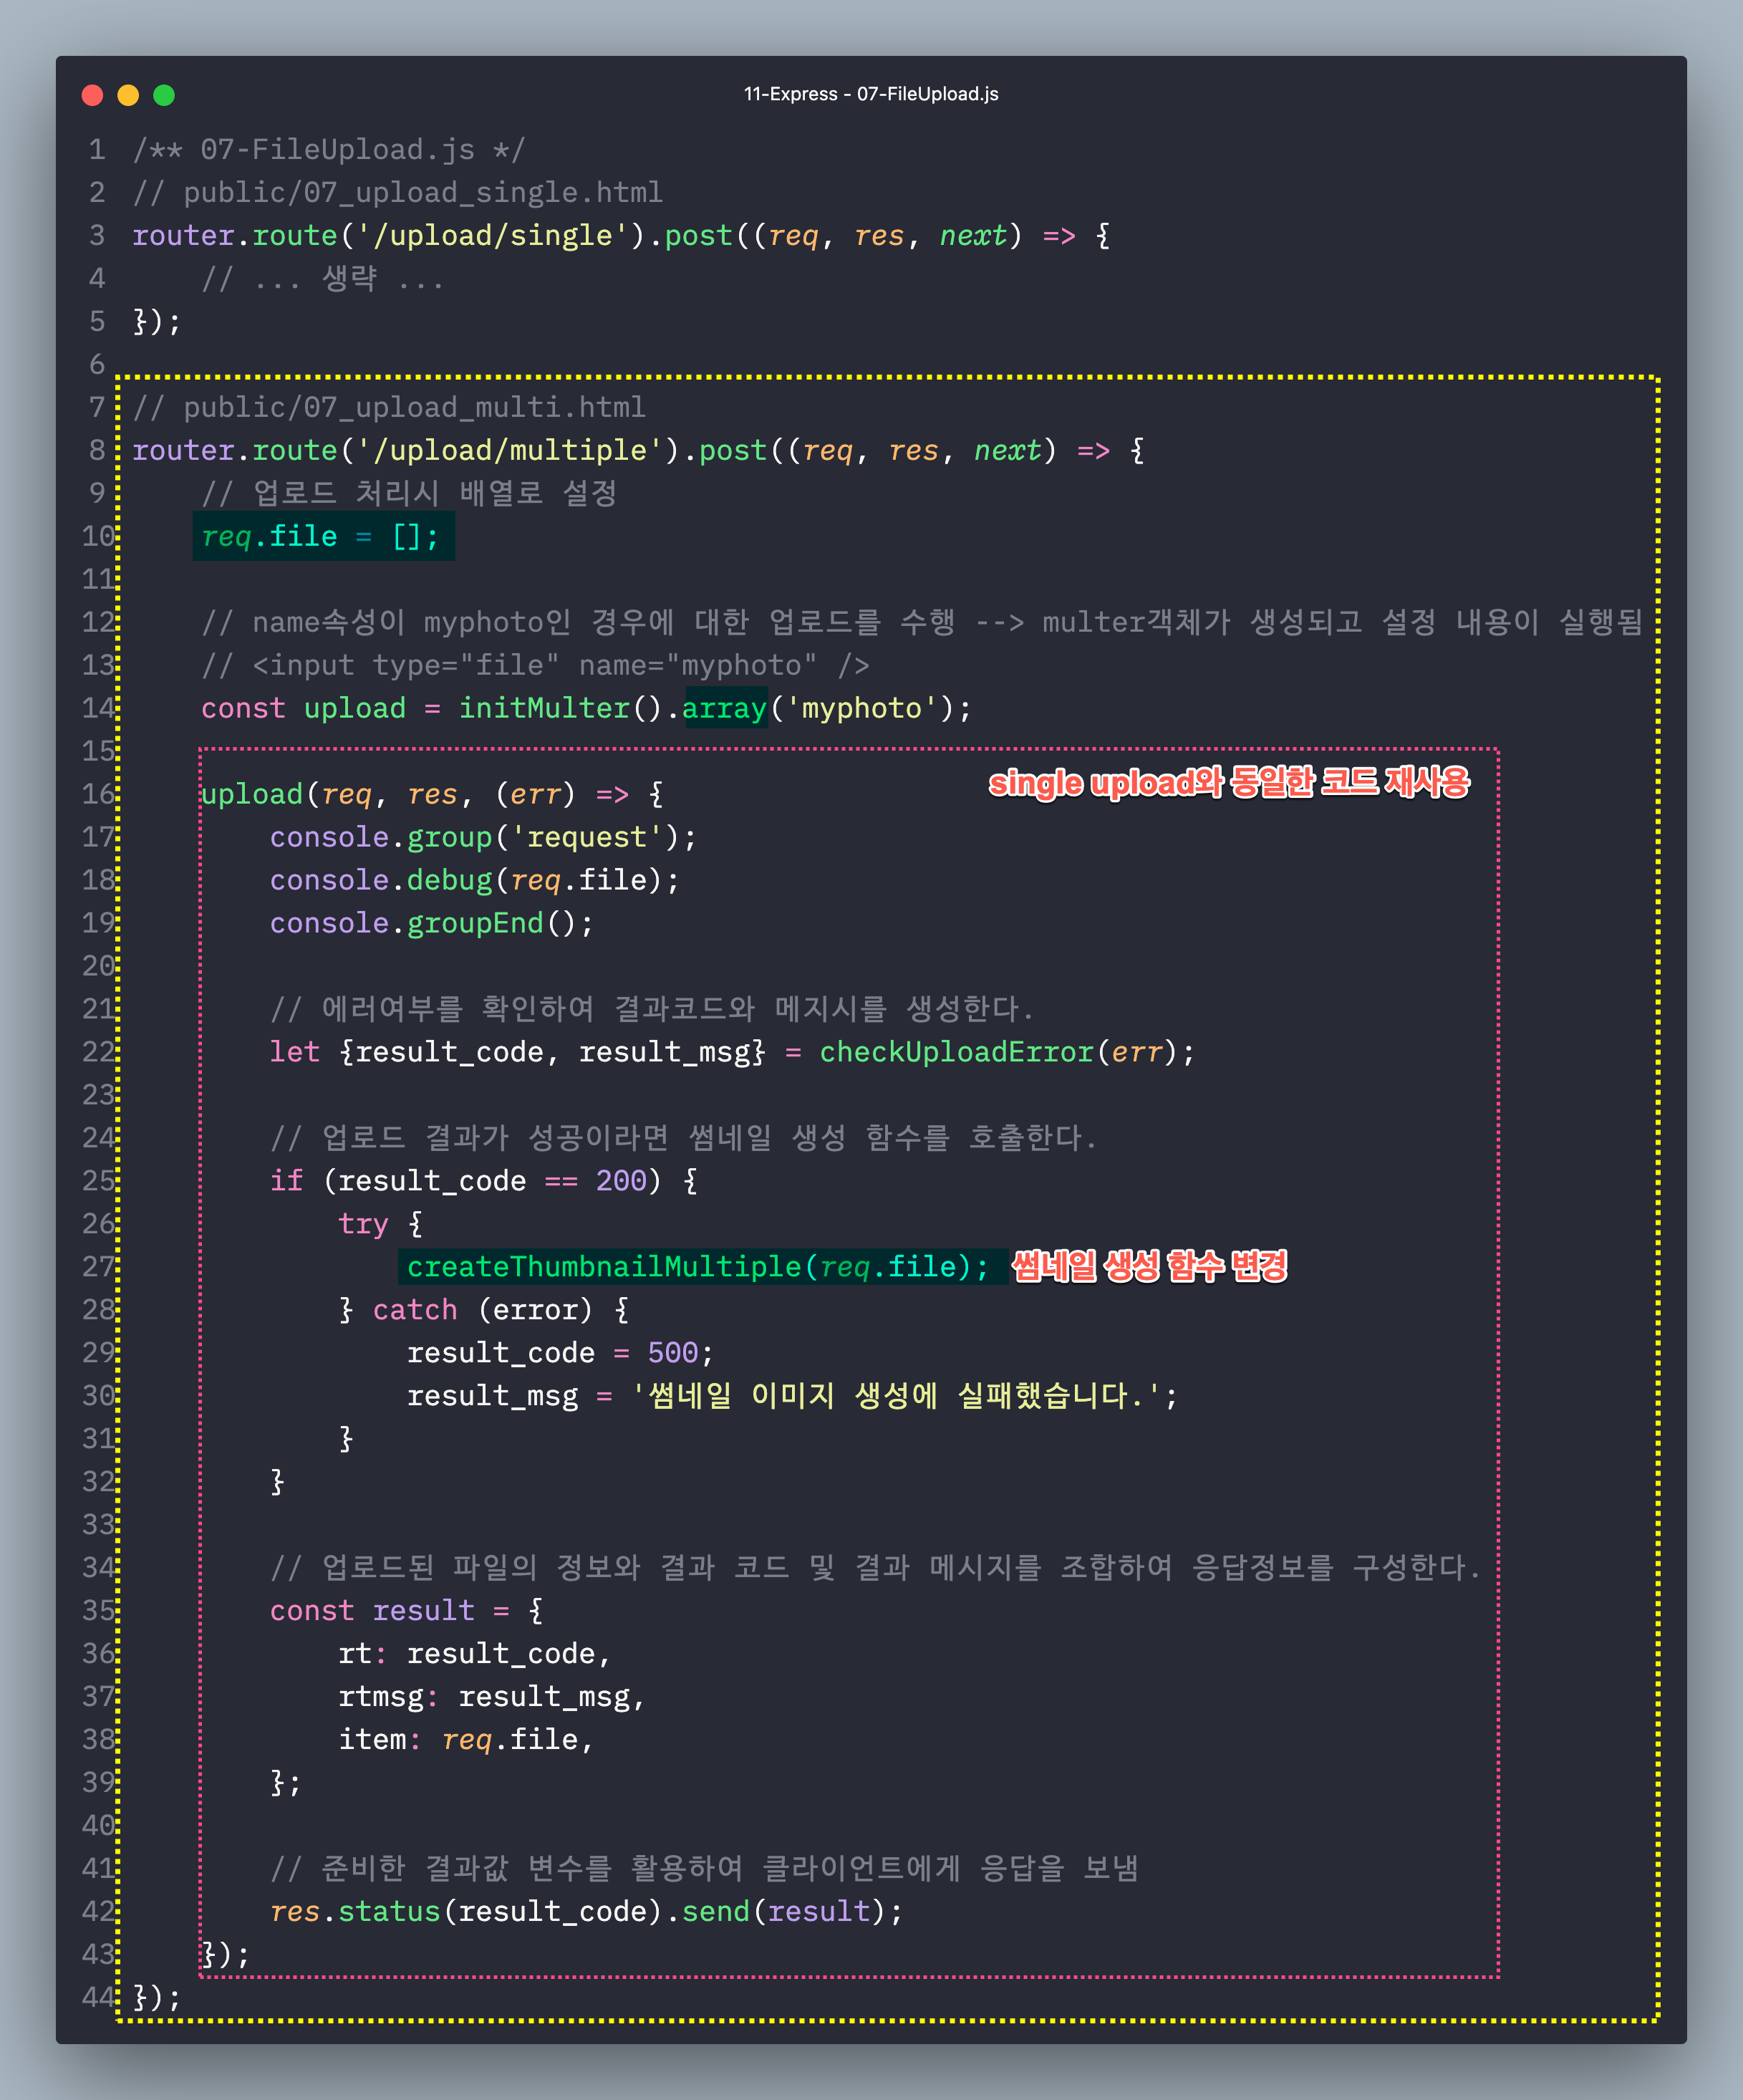 11-Express - 07-FileUpload.js
1 /** 07-FileUpload.js */
2 // public/07_upload_single.html
3 router.route('/upload/single').post((req, res, next) => {
4     // ... 생략 ...
5 });
6
7 // public/07_upload_multi.html
8 router.route('/upload/multiple').post((req, res, next) => {
9     // 업로드 처리시 배열로 설정
10     req.file = [];
11
12     // name속성이 myphoto인 경우에 대한 업로드를 수행 --> multer객체가 생성되고 설정 내용이 실행됨
13     // <input type="file" name="myphoto" />
14     const upload = initMulter().array('myphoto');
15
single upload와 동일한 코드 재사용
16     upload(req, res, (err) => {
17         console.group('request');
18         console.debug(req.file);
19         console.groupEnd();
20
21         // 에러여부를 확인하여 결과코드와 메지시를 생성한다.
22         let {result_code, result_msg} = checkUploadError(err);
23
24         // 업로드 결과가 성공이라면 썸네일 생성 함수를 호출한다.
25         if (result_code == 200) {
26             try {
27                 createThumbnailMultiple(req.file); 썸네일 생성 함수 변경
28             } catch (error) {
29                 result_code = 500;
30                 result_msg = '썸네일 이미지 생성에 실패했습니다.';
31             }
32         }
33
34         // 업로드된 파일의 정보와 결과 코드 및 결과 메시지를 조합하여 응답정보를 구성한다.
35         const result = {
36             rt: result_code,
37             rtmsg: result_msg,
38             item: req.file,
39         };
40
41         // 준비한 결과값 변수를 활용하여 클라이언트에게 응답을 보냄
42         res.status(result_code).send(result);
43     });
44 });